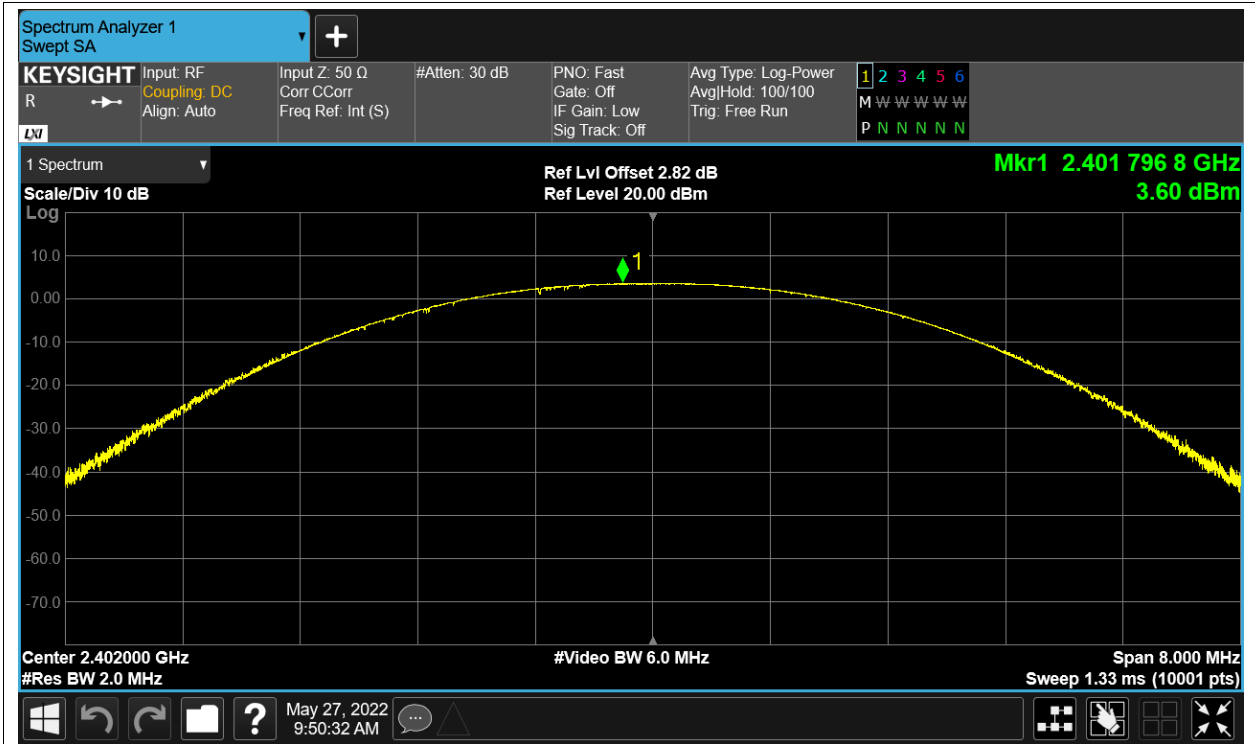 Spectrum Analyzer 1
Swept SA
KEYSIGHT
R
LXI
Input: RF
Coupling: DC
Align: Auto
Input Z: 50 Ω
Corr CCorr
Freq Ref: Int (S)
#Atten: 30 dB
PNO: Fast
Gate: Off
IF Gain: Low
Sig Track: Off
Avg Type: Log-Power
Avg|Hold: 100/100
Trig: Free Run
1 2 3 4 5 6
M W W W W W
P N N N N N
1 Spectrum
Scale/Div 10 dB
Log
Ref Lvl Offset 2.82 dB
Ref Level 20.00 dBm
Mkr1 2.401 796 8 GHz
3.60 dBm
1
10.0
0.00
-10.0
-20.0
-30.0
-40.0
-50.0
-60.0
-70.0
Center 2.402000 GHz
#Res BW 2.0 MHz
#Video BW 6.0 MHz
Span 8.000 MHz
Sweep 1.33 ms (10001 pts)
?
May 27, 2022
9:50:32 AM